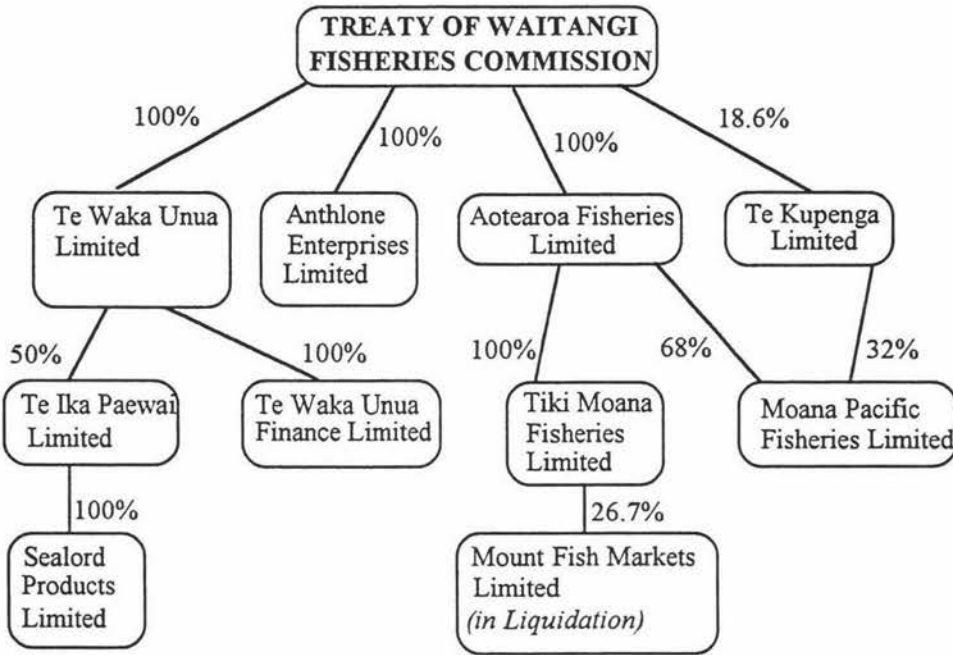 TREATY OF WAITANGI
FISHERIES COMMISSION
100%
100%
100%
18.6%
Te Waka Unua
Limited
Anthlone
Enterprises
Limited
Aotearoa Fisheries
Limited
Te Kupenga
Limited
50%
100%
100%
68%
32%
Te Ika Paewai
Limited
Te Waka Unua
Finance Limited
Tiki Moana
Fisheries
Limited
Moana Pacific
Fisheries Limited
100%
26.7%
Sealord
Products
Limited
Mount Fish Markets
Limited
(in Liquidation)